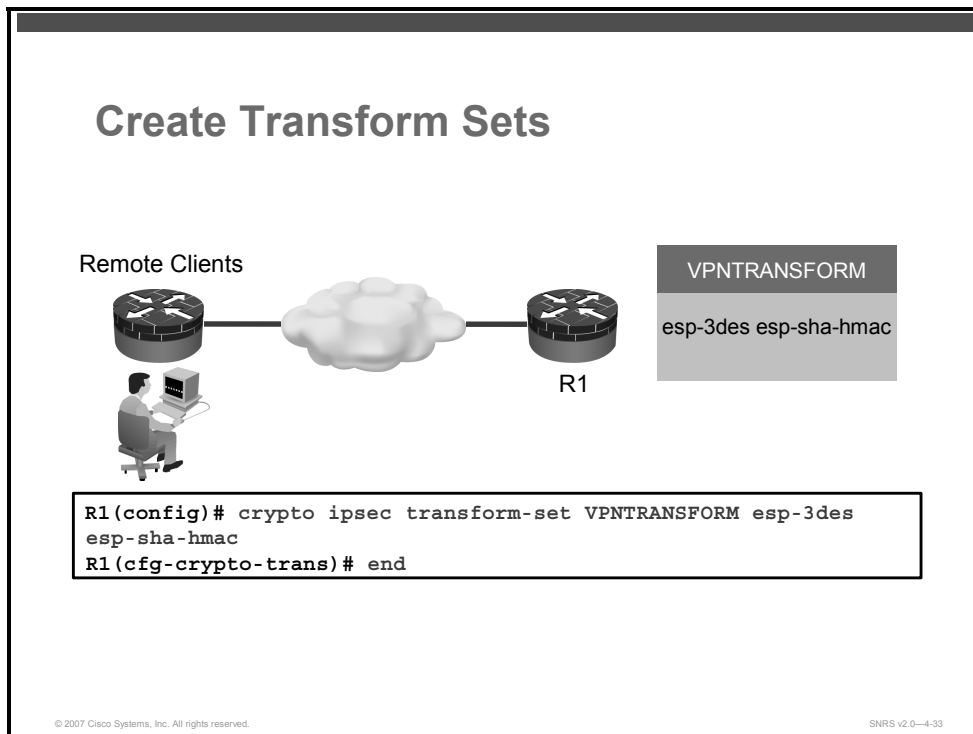 Create Transform Sets
Remote Clients
VPNTRANSFORM
esp-3des esp-sha-hmac
R1
R1(config)# crypto ipsec transform-set VPNTRANSFORM esp-3des
esp-sha-hmac
R1(cfg-crypto-trans)# end
© 2007 Cisco Systems, Inc. All rights reserved.
SNRS v2.0—4-33